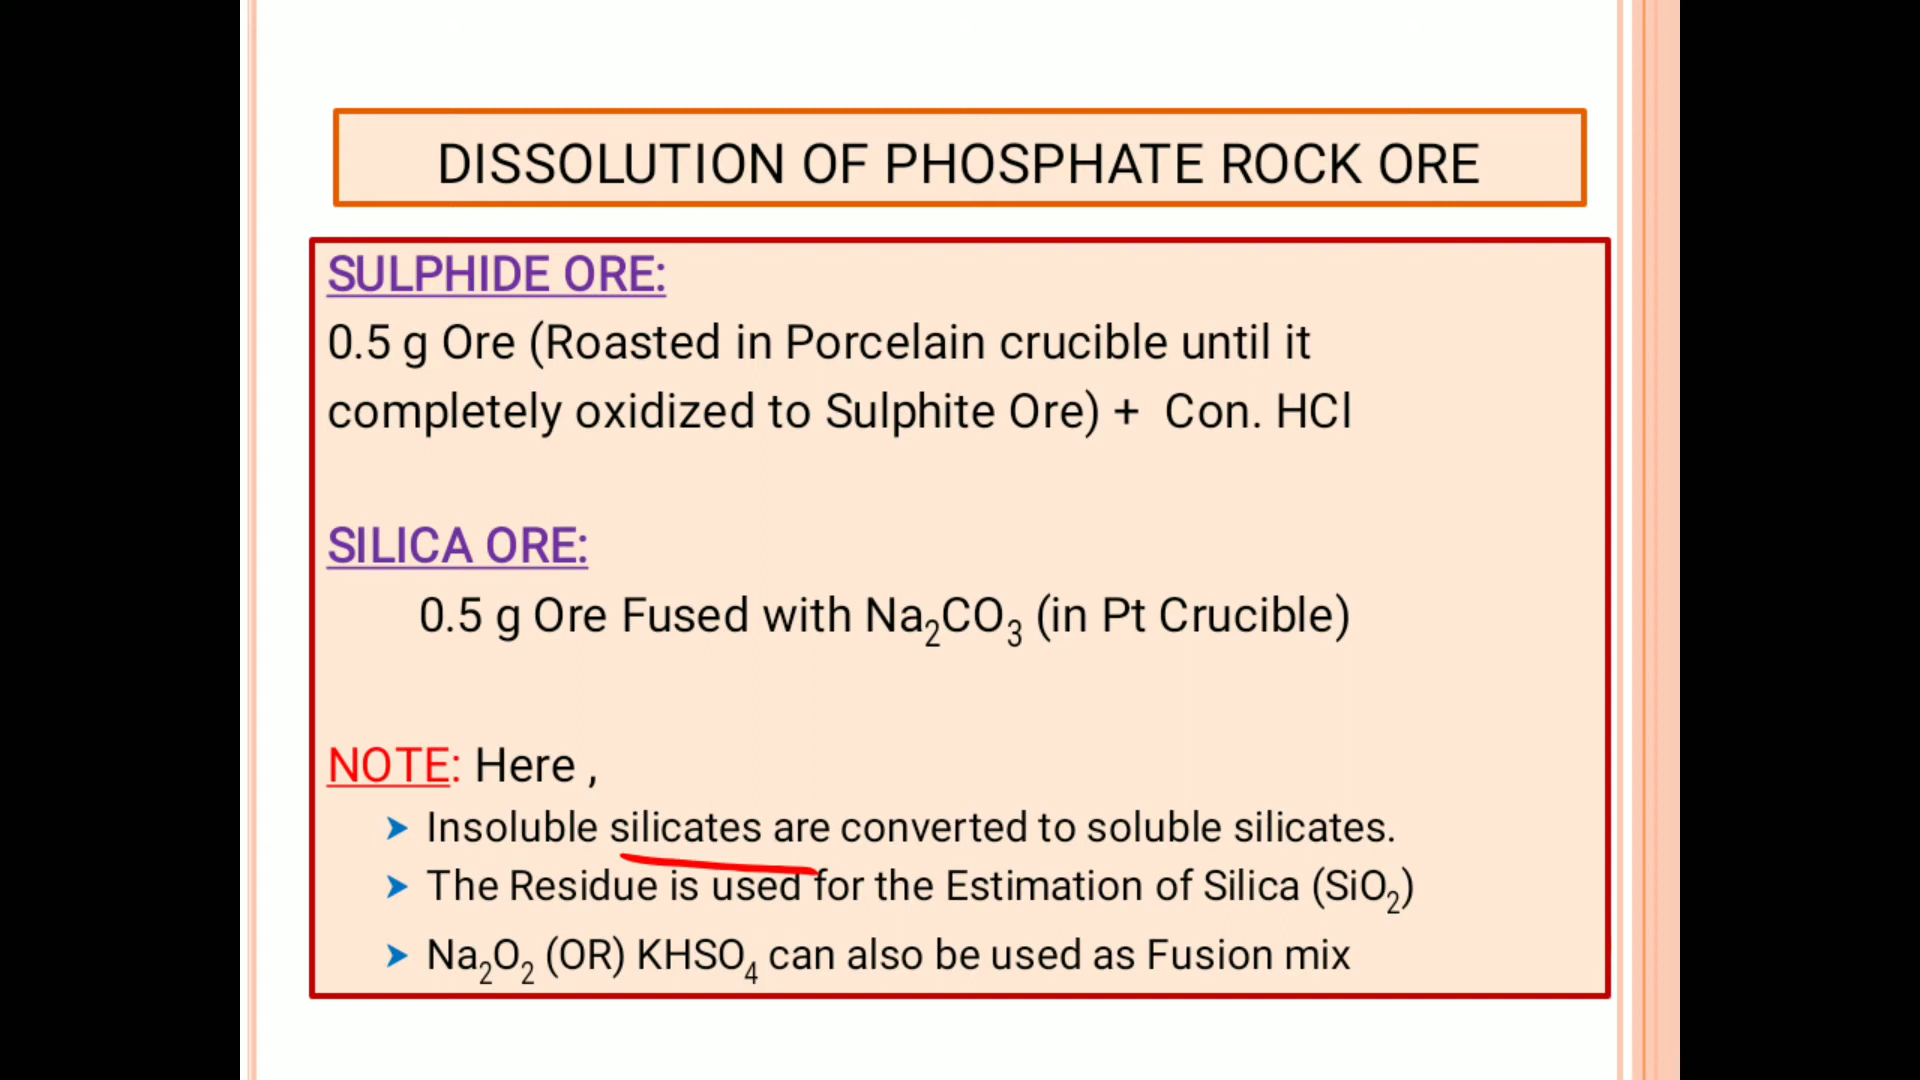 DISSOLUTION OF PHOSPHATE ROCK ORE
SULPHIDE ORE:
0.5 g Ore (Roasted in Porcelain crucible until it
completely oxidized to Sulphite Ore) + Con. HCl
SILICA ORE:
0.5 g Ore Fused with Na₂CO₃ (in Pt Crucible)
NOTE: Here ,
➤ Insoluble silicates are converted to soluble silicates.
➤ The Residue is used for the Estimation of Silica (SiO₂)
➤ Na₂O₂ (OR) KHSO₄ can also be used as Fusion mix